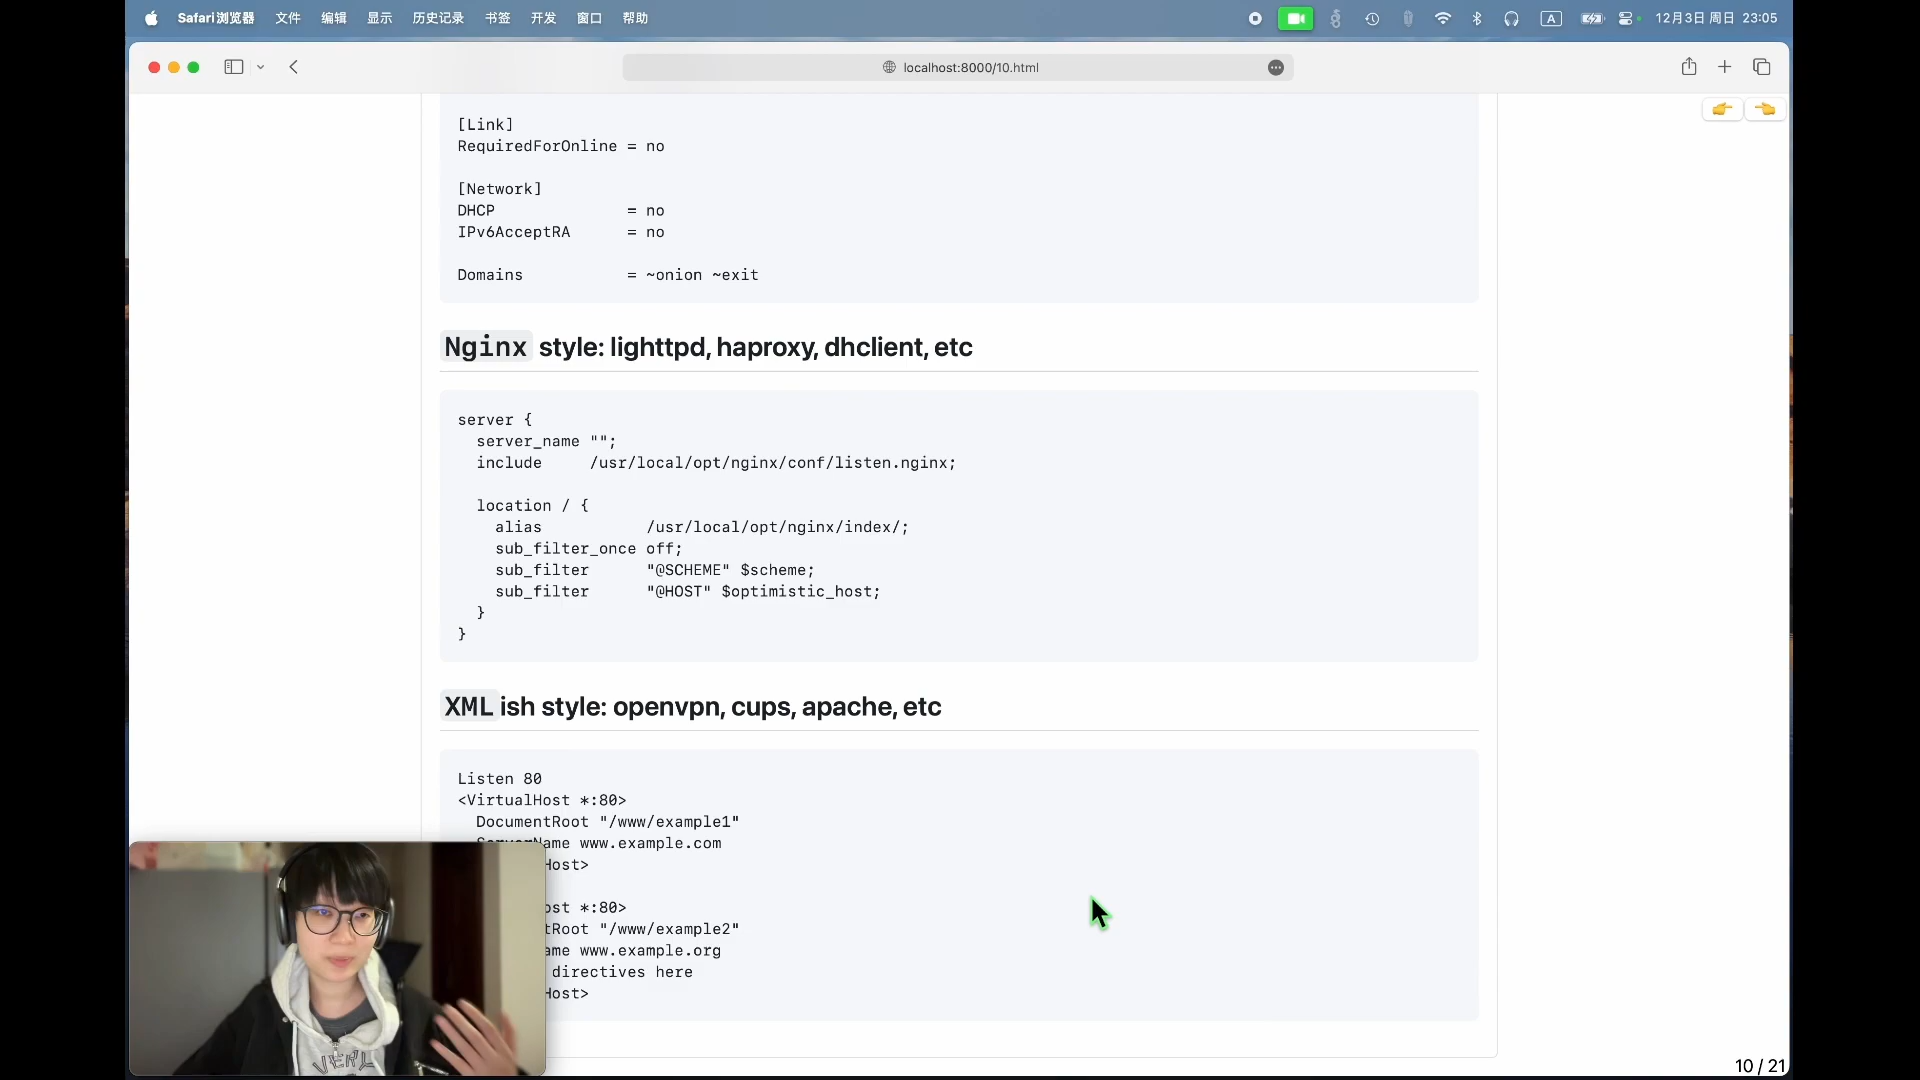 Safari浏览器 文件 编辑 显示 历史记录 书签 开发 窗口 帮助 A 12月3日 周日 23:05
localhost:8000/10.html
[Link]
RequiredForOnline = no
[Network]
DHCP = no
IPv6AcceptRA = no
Domains = ~onion ~exit
Nginx style: lighttpd, haproxy, dhclient, etc
server {
server_name "";
include /usr/local/opt/nginx/conf/listen.nginx;
location / {
alias /usr/local/opt/nginx/index/;
sub_filter_once off;
sub_filter "@SCHEME" $scheme;
sub_filter "@HOST" $optimistic_host;
}
}
XMLish style: openvpn, cups, apache, etc
Listen 80
<VirtualHost *:80>
DocumentRoot "/www/example1"
ServerName www.example.com
Host>
ost *:80>
tRoot "/www/example2"
ame www.example.org
directives here
Host>
VERY
10 / 21